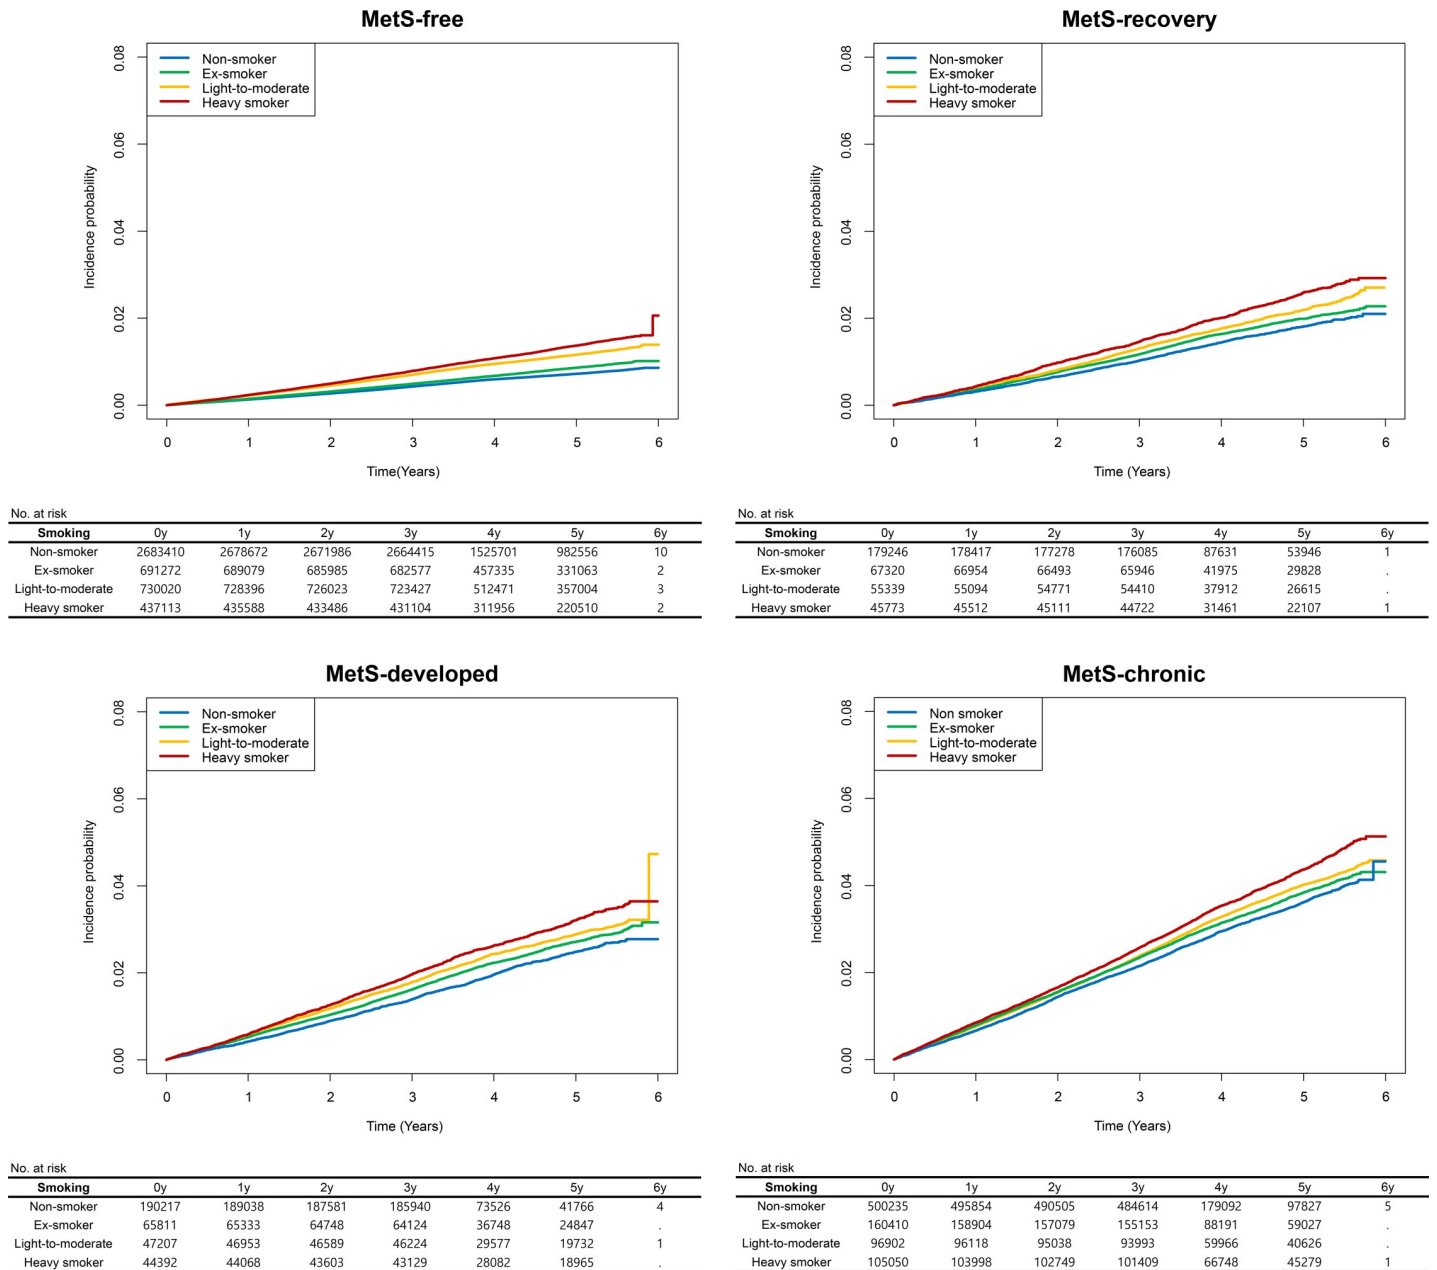 MetS-free
Non-smoker
Ex-smoker
Light-to-moderate
Heavy smoker
Incidence probability
0.08
0.06
0.04
0.02
0.00
0 1 2 3 4 5 6
Time(Years)
No. at risk
Smoking 0y 1y 2y 3y 4y 5y 6y
Non-smoker 2683410 2678672 2671986 2664415 1525701 982556 10
Ex-smoker 691272 689079 685985 682577 457335 331063 2
Light-to-moderate 730020 728396 726023 723427 512471 357004 3
Heavy smoker 437113 435588 433486 431104 311956 220510 2
MetS-recovery
Non-smoker
Ex-smoker
Light-to-moderate
Heavy smoker
Incidence probability
0.08
0.06
0.04
0.02
0.00
0 1 2 3 4 5 6
Time (Years)
No. at risk
Smoking 0y 1y 2y 3y 4y 5y 6y
Non-smoker 179246 178417 177278 176085 87631 53946 1
Ex-smoker 67320 66954 66493 65946 41975 29828 .
Light-to-moderate 55339 55094 54771 54410 37912 26615 .
Heavy smoker 45773 45512 45111 44722 31461 22107 1
MetS-developed
Non-smoker
Ex-smoker
Light-to-moderate
Heavy smoker
Incidence probability
0.08
0.06
0.04
0.02
0.00
0 1 2 3 4 5 6
Time (Years)
No. at risk
Smoking 0y 1y 2y 3y 4y 5y 6y
Non-smoker 190217 189038 187581 185940 73526 41766 4
Ex-smoker 65811 65333 64748 64124 36748 24847 .
Light-to-moderate 47207 46953 46589 46224 29577 19732 1
Heavy smoker 44392 44068 43603 43129 28082 18965 .
MetS-chronic
Non smoker
Ex-smoker
Light-to-moderate
Heavy smoker
Incidence probability
0.08
0.06
0.04
0.02
0.00
0 1 2 3 4 5 6
Time (Years)
No. at risk
Smoking 0y 1y 2y 3y 4y 5y 6y
Non-smoker 500235 495854 490505 484614 179092 97827 5
Ex-smoker 160410 158904 157079 155153 88191 59027 .
Light-to-moderate 96902 96118 95038 93993 59966 40626 .
Heavy smoker 105050 103998 102749 101409 66748 45279 1